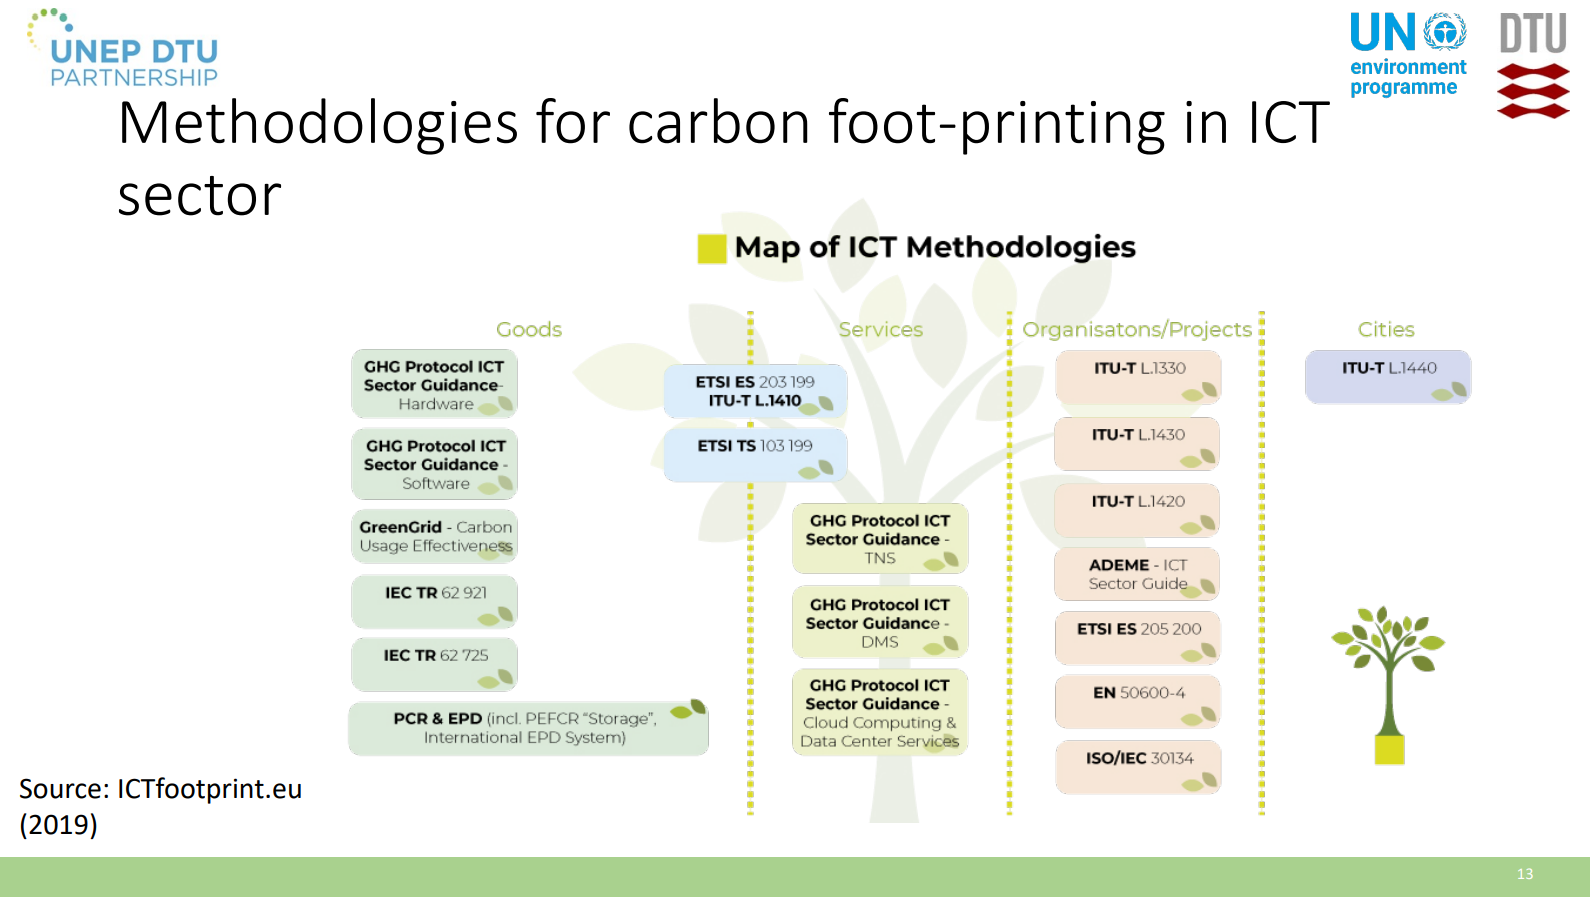 UNEP DTU
PARTNERSHIP
UN
environment
programme
DTU
Methodologies for carbon foot-printing in ICT
sector
Map of ICT Methodologies
Goods
GHG Protocol ICT
Sector Guidance-
Hardware
GHG Protocol ICT
Sector Guidance -
Software
GreenGrid - Carbon
Usage Effectiveness
IEC TR 62 921
IEC TR 62 725
PCR & EPD (incl. PEFCR “Storage”,
International EPD System)
ETSI ES 203 199
ITU-T L.1410
ETSI TS 103 199
Services
GHG Protocol ICT
Sector Guidance -
TNS
GHG Protocol ICT
Sector Guidance -
DMS
GHG Protocol ICT
Sector Guidance -
Cloud Computing &
Data Center Services
Organisatons/Projects
ITU-T L.1330
ITU-T L.1430
ITU-T L.1420
ADEME - ICT
Sector Guide
ETSI ES 205 200
EN 50600-4
ISO/IEC 30134
Cities
ITU-T L.1440
Source: ICTfootprint.eu
(2019)
13